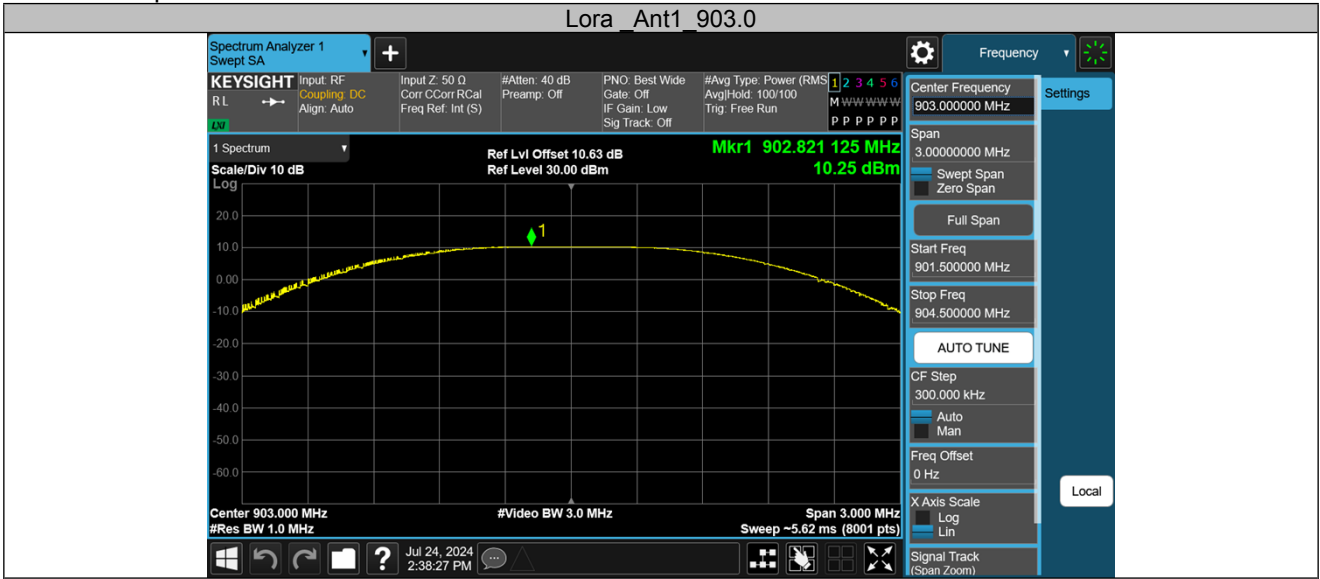 Lora _Ant1_903.0
Spectrum Analyzer 1
Swept SA
Frequency
KEYSIGHT
R L
LXI
Input: RF
Coupling: DC
Align: Auto
Input Z: 50 Ω
Corr CCorr RCal
Freq Ref: Int (S)
#Atten: 40 dB
Preamp: Off
PNO: Best Wide
Gate: Off
IF Gain: Low
Sig Track: Off
#Avg Type: Power (RMS
Avg|Hold: 100/100
Trig: Free Run
1 2 3 4 5 6
M W W W W W
P P P P P P
1 Spectrum
Scale/Div 10 dB
Log
Ref Lvl Offset 10.63 dB
Ref Level 30.00 dBm
Mkr1 902.821 125 MHz
10.25 dBm
1
20.0
10.0
0.00
-10.0
-20.0
-30.0
-40.0
-50.0
-60.0
Center 903.000 MHz
#Res BW 1.0 MHz
#Video BW 3.0 MHz
Span 3.000 MHz
Sweep ~5.62 ms (8001 pts)
Jul 24, 2024
2:38:27 PM
Center Frequency
903.000000 MHz
Span
3.00000000 MHz
Swept Span
Zero Span
Full Span
Start Freq
901.500000 MHz
Stop Freq
904.500000 MHz
AUTO TUNE
CF Step
300.000 kHz
Auto
Man
Freq Offset
0 Hz
X Axis Scale
Log
Lin
Signal Track
(Span Zoom)
Settings
Local